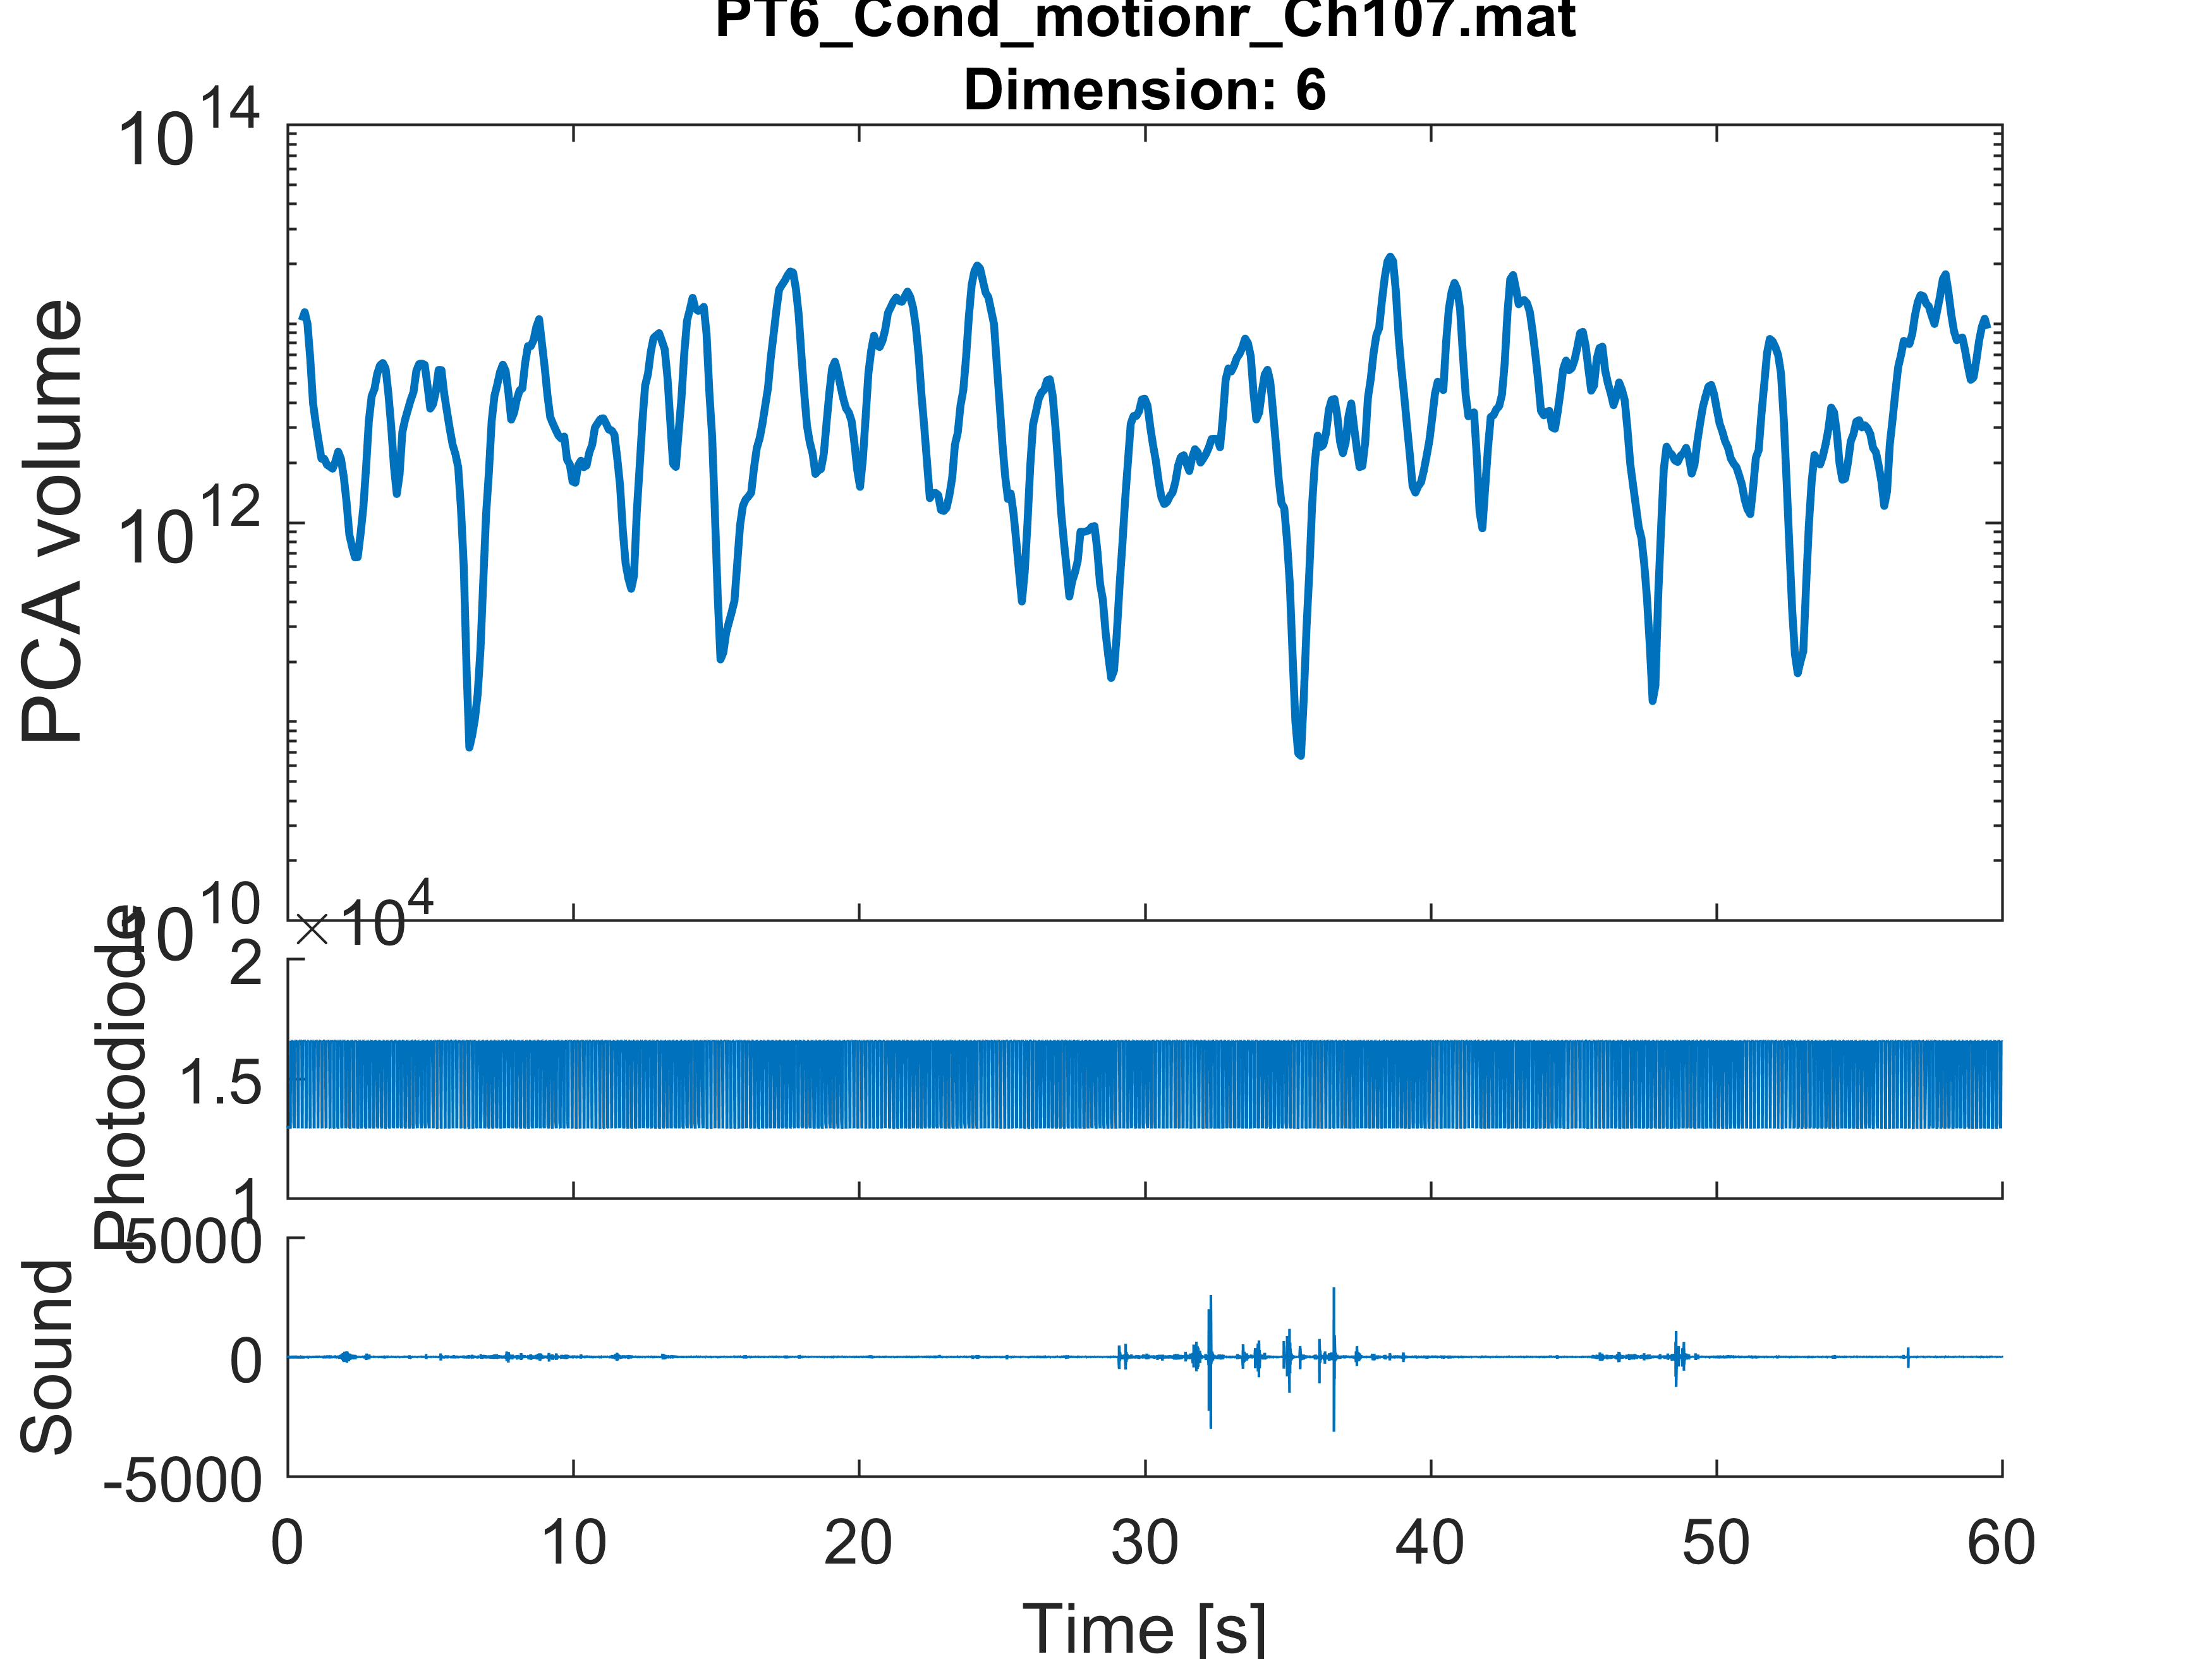 PT6_Cond_motionr_Ch107.mat
Dimension: 6
10^14
10^12
10^10
PCA volume
×10^4
2
1.5
1
Photodiode
5000
0
-5000
Sound
0 10 20 30 40 50 60
Time [s]